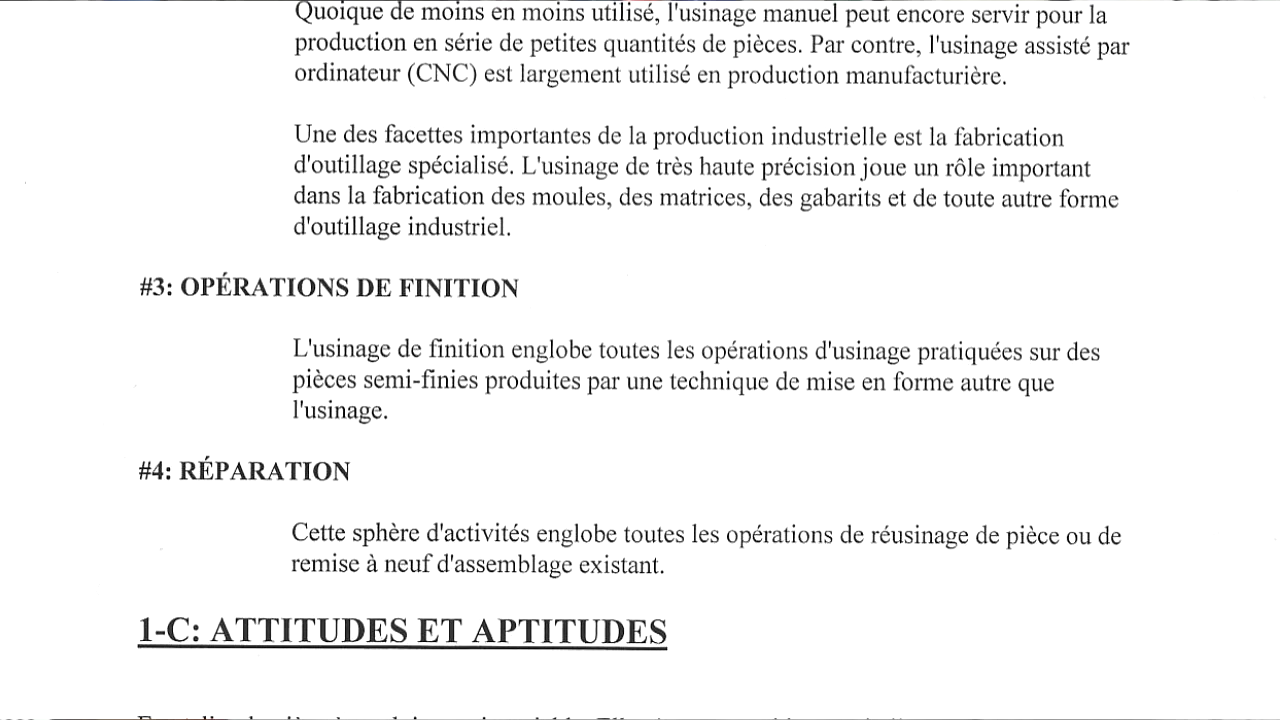 Quoique de moins en moins utilisé, l'usinage manuel peut encore servir pour la
production en série de petites quantités de pièces. Par contre, l'usinage assisté par
ordinateur (CNC) est largement utilisé en production manufacturière.
Une des facettes importantes de la production industrielle est la fabrication
d'outillage spécialisé. L'usinage de très haute précision joue un rôle important
dans la fabrication des moules, des matrices, des gabarits et de toute autre forme
d'outillage industriel.
#3: OPÉRATIONS DE FINITION
L'usinage de finition englobe toutes les opérations d'usinage pratiquées sur des
pièces semi-finies produites par une technique de mise en forme autre que
l'usinage.
#4: RÉPARATION
Cette sphère d'activités englobe toutes les opérations de réusinage de pièce ou de
remise à neuf d'assemblage existant.
1-C: ATTITUDES ET APTITUDES